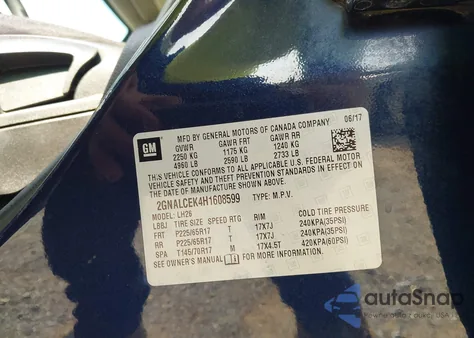 GM
MFD BY GENERAL MOTORS OF CANADA COMPANY 06/17
GVWR GAWR FRT GAWR RR
2250 KG 1175 KG 1240 KG
4960 LB 2590 LB 2733 LB
THIS VEHICLE CONFORMS TO ALL APPLICABLE U.S. FEDERAL MOTOR
VEHICLE SAFETY AND THEFT PREVENTION STANDARDS IN EFFECT ON
THE DATE OF MANUFACTURE SHOWN ABOVE.
2GNALCEK4H1608599 TYPE: M.P.V.
MODEL: LH26
LBBJ TIRE SIZE SPEED RTG RIM COLD TIRE PRESSURE
FRT P225/65R17 T 17X7J 240KPA(35PSI)
RR P225/65R17 T 17X7J 240KPA(35PSI)
SPA T145/70R17 M 17X4.5T 420KPA(60PSI)
SEE OWNER'S MANUAL
autoSnap